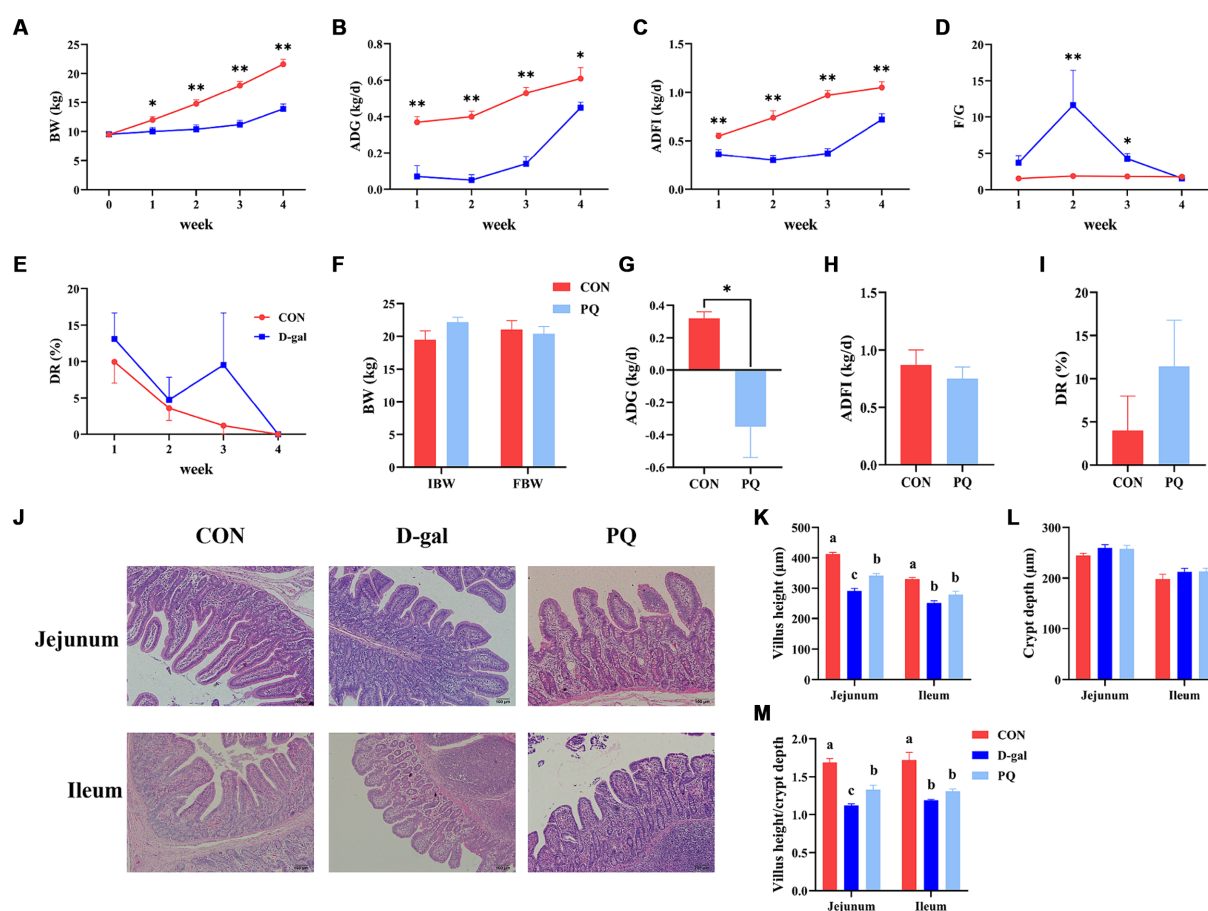 A
BW (kg)
25
20
15
10
5
0
*
**
**
**
0 1 2 3 4
week
B
ADG (kg/d)
0.8
0.6
0.4
0.2
0.0
**
**
**
*
1 2 3 4
week
C
ADFI (kg/d)
1.5
1.0
0.5
0.0
**
**
**
**
1 2 3 4
week
D
F/G
20
15
10
5
0
**
*
1 2 3 4
week
E
DR (%)
20
15
10
5
0
CON
D-gal
1 2 3 4
week
F
CON
PQ
BW (kg)
25
20
15
10
5
0
IBW FBW
G
ADG (kg/d)
0.4
0.2
0.0
-0.2
-0.4
-0.6
*
CON PQ
H
ADFI (kg/d)
1.5
1.0
0.5
0.0
CON PQ
I
DR (%)
20
15
10
5
0
CON PQ
J
CON D-gal PQ
Jejunum
Ileum
K
Villus height (μm)
500
400
300
200
100
0
a c b a b b
Jejunum Ileum
L
Crypt depth (μm)
300
200
100
0
Jejunum Ileum
M
Villus height/crypt depth
2.0
1.5
1.0
0.5
0.0
a c b a b b
Jejunum Ileum
CON
D-gal
PQ